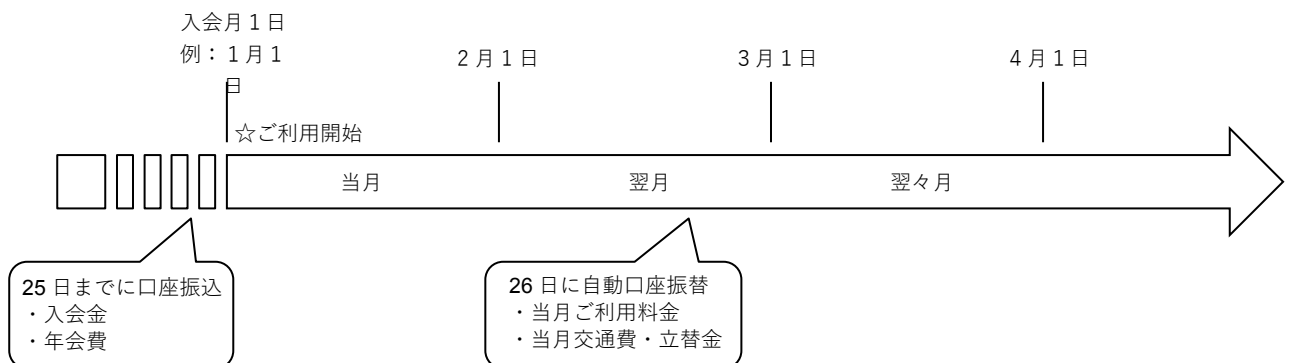 入会月１日
例：１月１
日
２月１日
３月１日
４月１日
☆ご利用開始
当月
翌月
翌々月
25 日までに口座振込
・入会金
・年会費
26 日に自動口座振替
・当月ご利用料金
・当月交通費・立替金